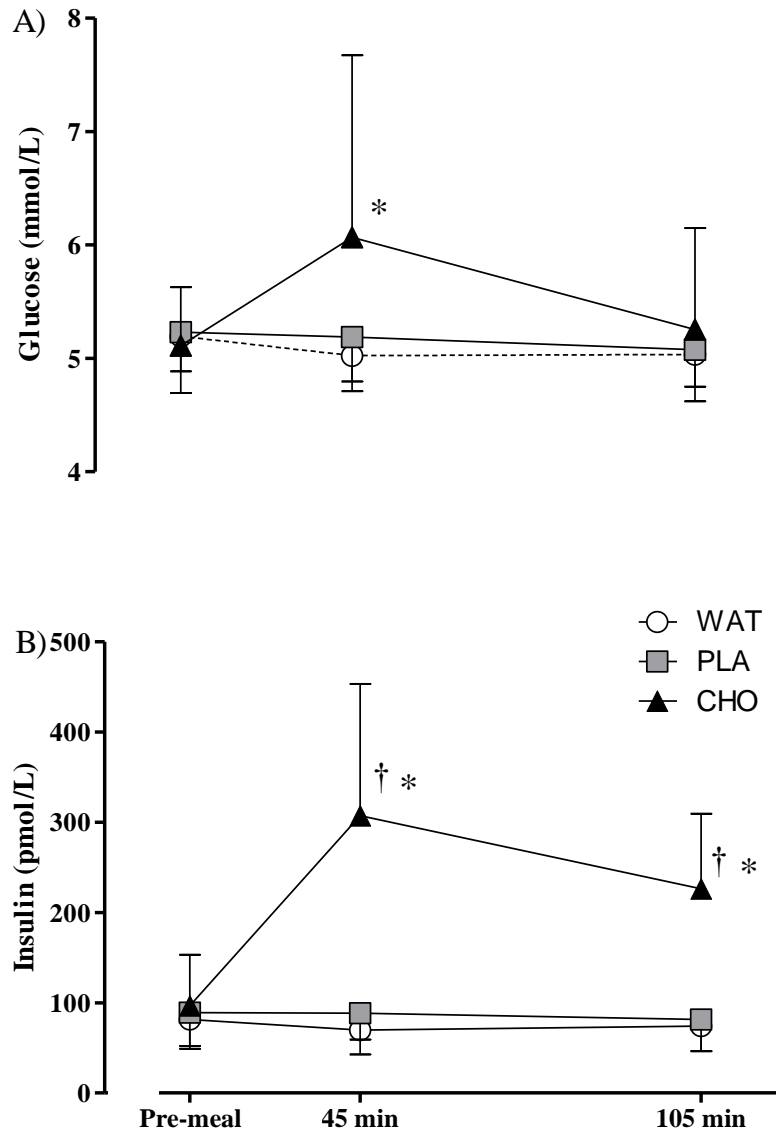 A)
8
7
6
5
4
Glucose (mmol/L)
*
B)
500
400
300
200
100
0
Insulin (pmol/L)
WAT
PLA
CHO
† *
† *
Pre-meal 45 min 105 min